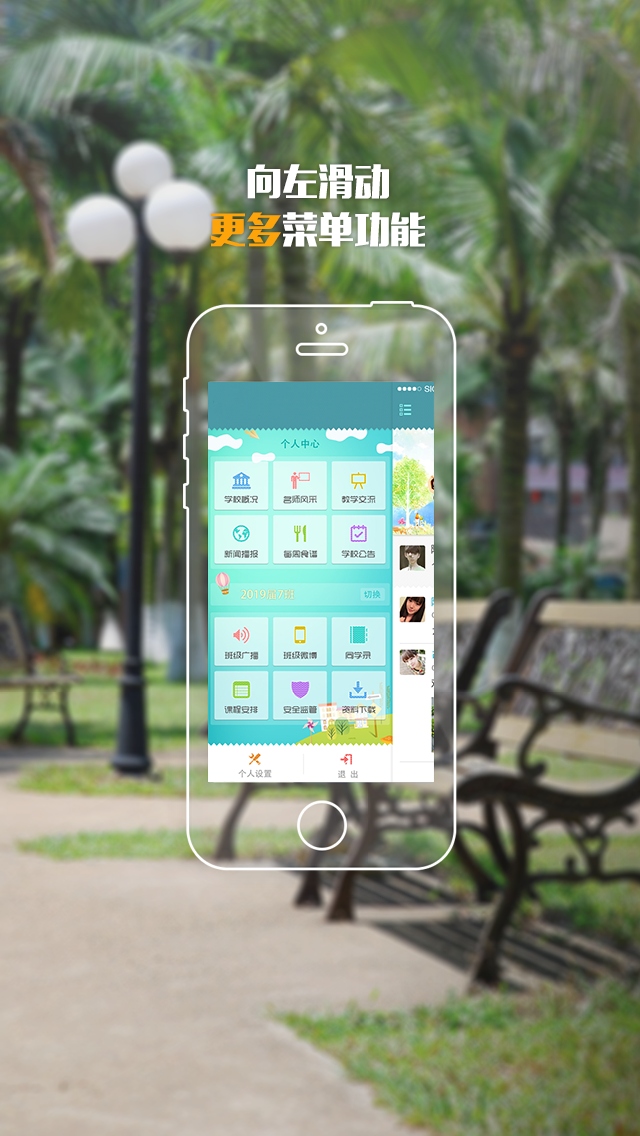 向左滑动
更多菜单功能
SIC
个人中心
学校概况 名师风采 教学交流
新闻播报 每周食谱 学校公告
2019届7班 切换
班级广播 班级微博 同学录
课程安排 安全监管 资料下载
个人设置 退 出